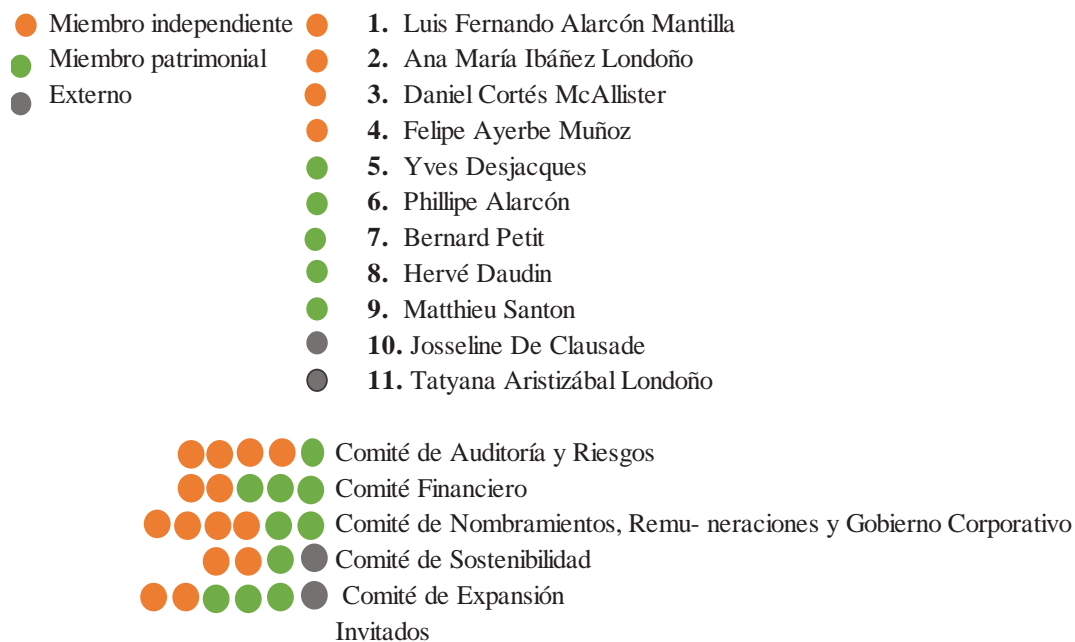 Miembro independiente
Miembro patrimonial
Externo
1. Luis Fernando Alarcón Mantilla
2. Ana María Ibáñez Londoño
3. Daniel Cortés McAllister
4. Felipe Ayerbe Muñoz
5. Yves Desjacques
6. Phillipe Alarcón
7. Bernard Petit
8. Hervé Daudin
9. Matthieu Santon
10. Josseline De Clausade
11. Tatyana Aristizábal Londoño
Comité de Auditoría y Riesgos
Comité Financiero
Comité de Nombramientos, Remu- neraciones y Gobierno Corporativo
Comité de Sostenibilidad
Comité de Expansión
Invitados